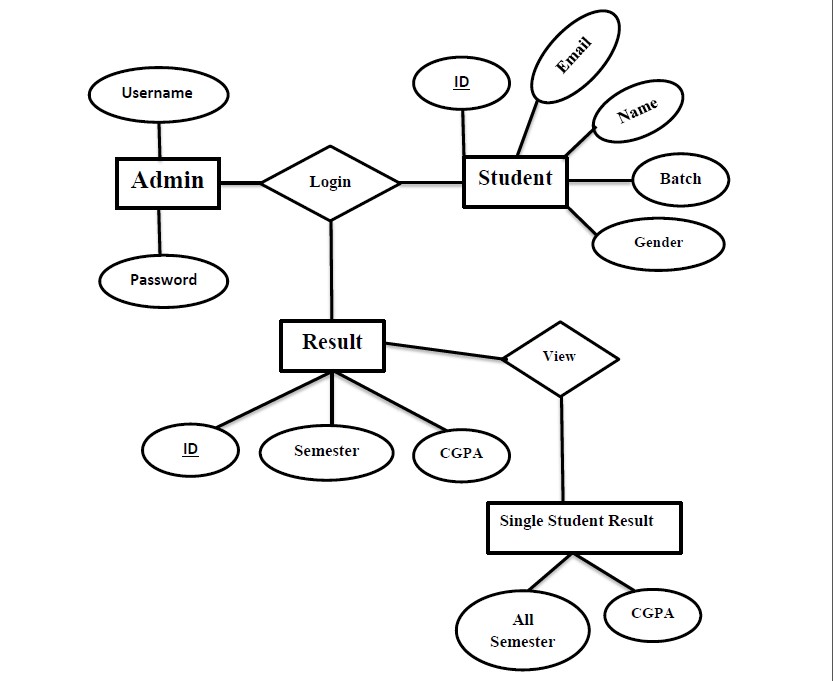 Email
ID
Username
Name
Admin
Login
Student
Batch
Gender
Password
Result
View
ID
Semester
CGPA
Single Student Result
All
Semester
CGPA